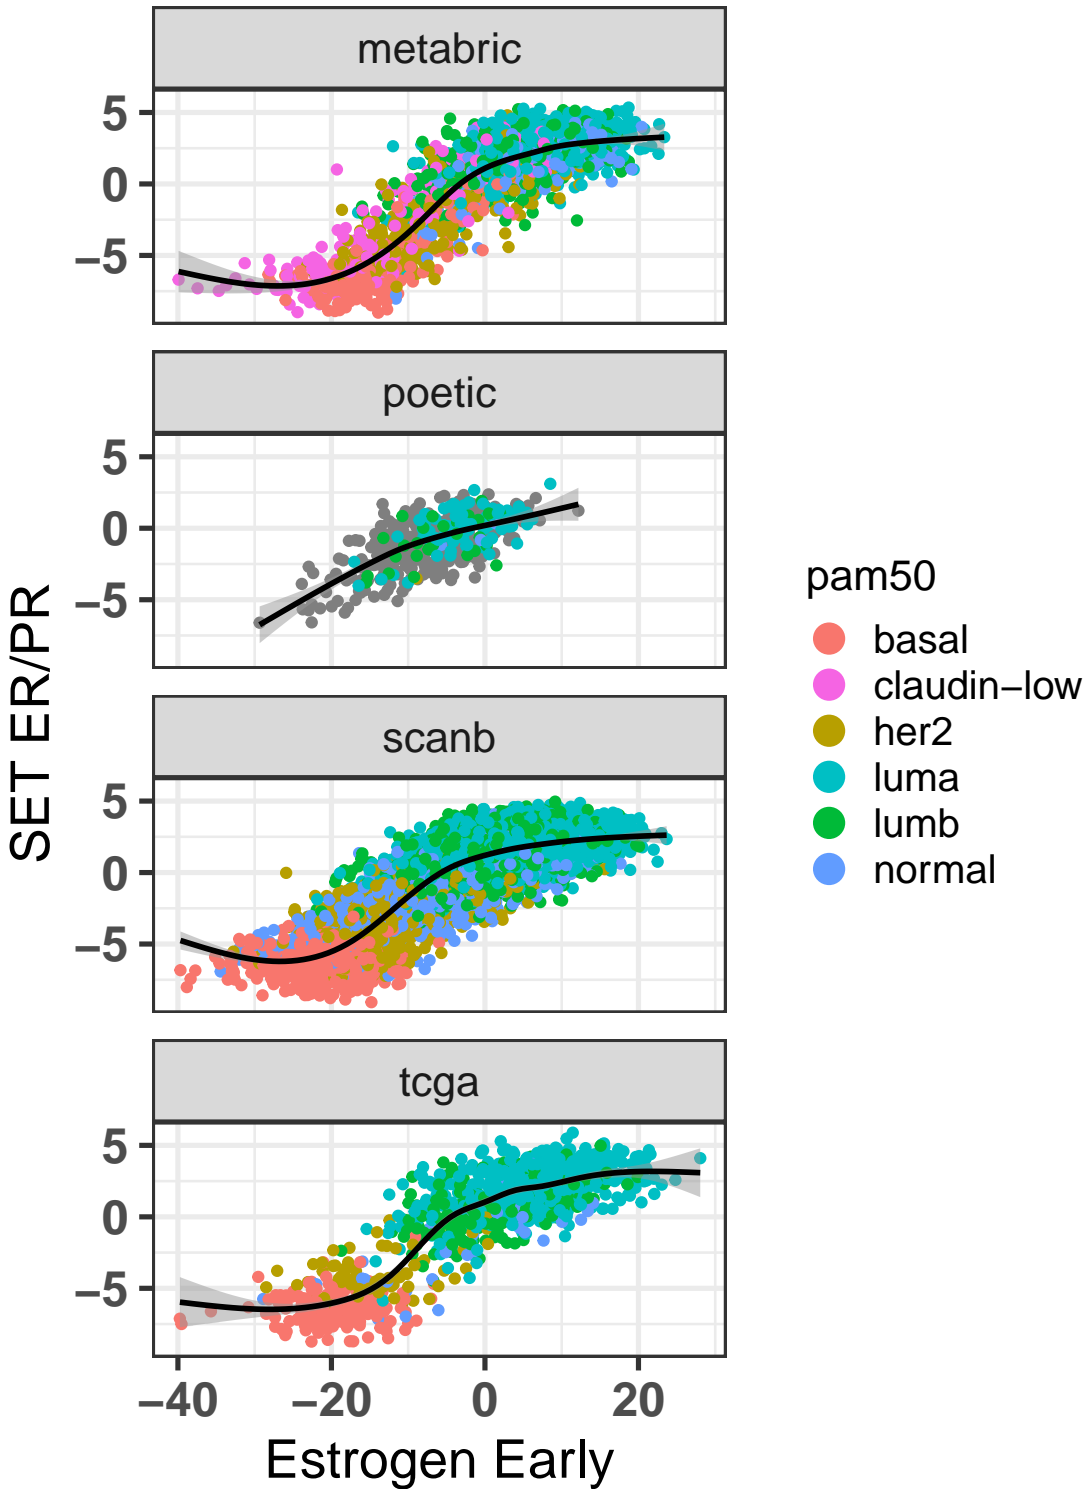 metabric
5
0
−5
poetic
5
0
−5
scanb
5
0
−5
tcga
5
0
−5
−40 −20 0 20
Estrogen Early
SET ER/PR
pam50
basal
claudin−low
her2
luma
lumb
normal